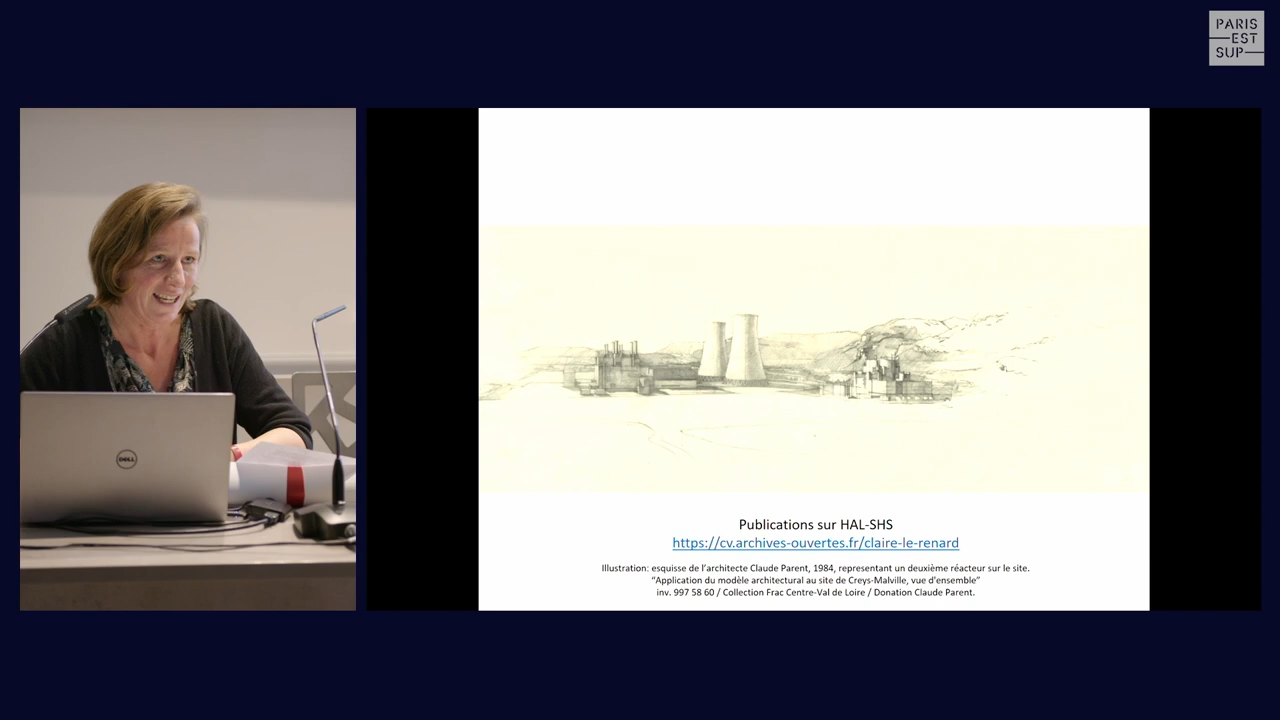 PARIS
EST
SUP
DELL
Publications sur HAL-SHS
https://cv.archives-ouvertes.fr/claire-le-renard
Illustration: esquisse de l'architecte Claude Parent, 1984, representant un deuxième réacteur sur le site.
“Application du modèle architectural au site de Creys-Malville, vue d'ensemble”
inv. 997 58 60 / Collection Frac Centre-Val de Loire / Donation Claude Parent.